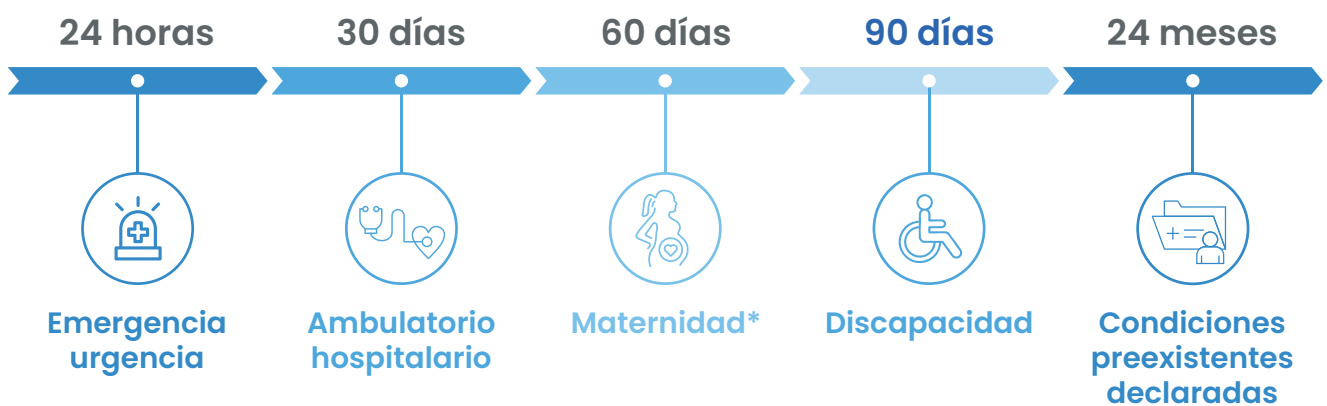 24 horas
30 días
60 días
90 días
24 meses
Emergencia
urgencia
Ambulatorio
hospitalario
Maternidad*
Discapacidad
Condiciones
preexistentes
declaradas